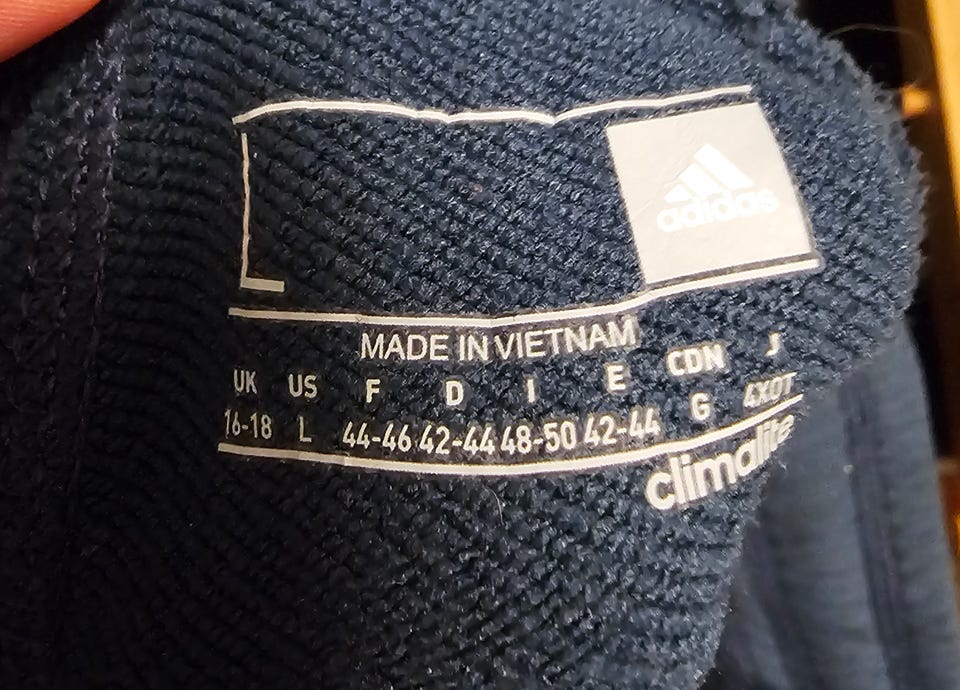 L
adidas
MADE IN VIETNAM
UK US F D I E CDN J
16-18 L 44-46 42-44 48-50 42-44 G 4XOT
climalite